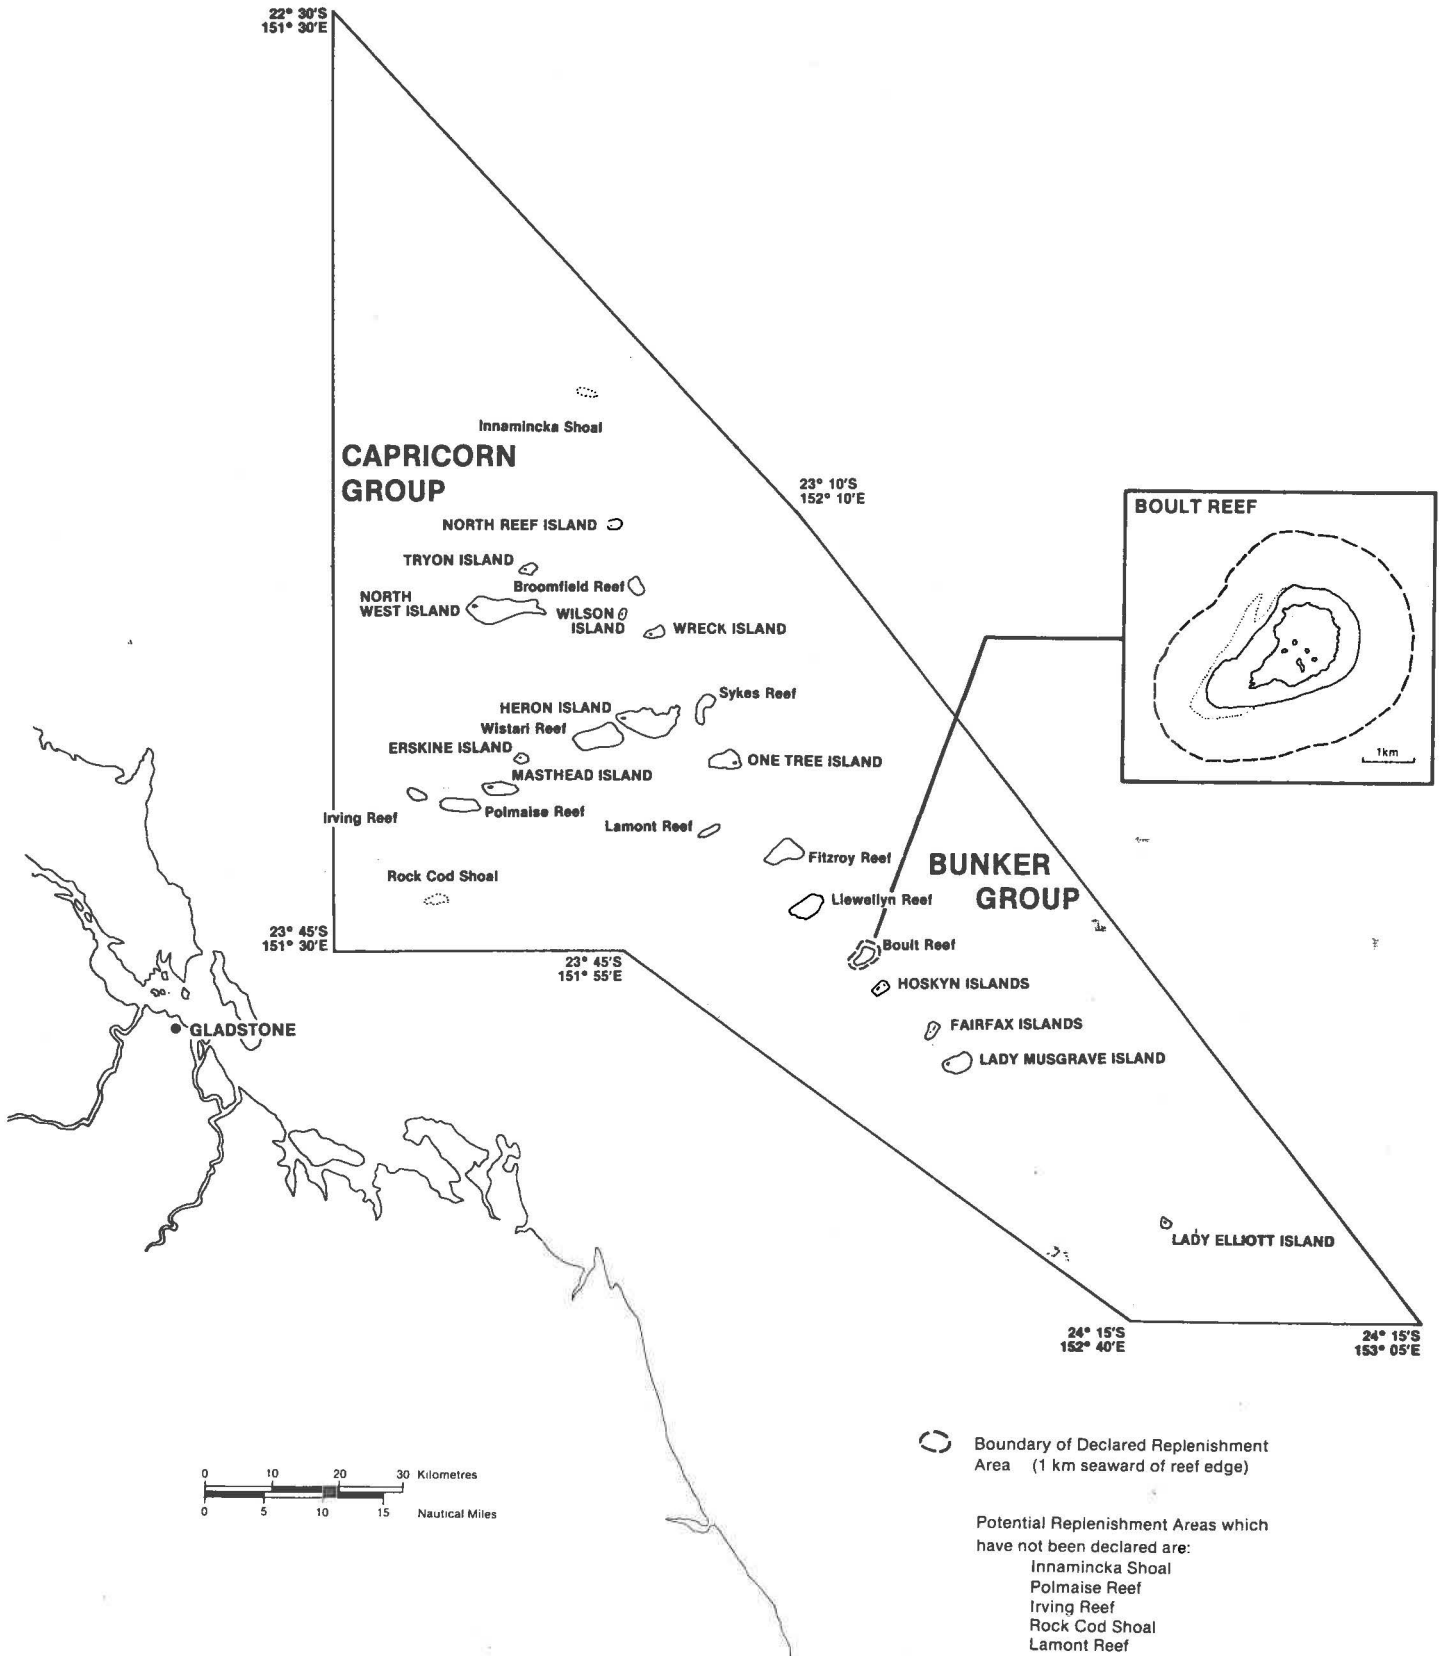 22° 30'S
151° 30'E
Innamincka Shoal
CAPRICORN
GROUP
23° 10'S
152° 10'E
BOULT REEF
1km
NORTH REEF ISLAND
TRYON ISLAND
Broomfield Reef
NORTH
WEST ISLAND
WILSON
ISLAND
WRECK ISLAND
Sykes Reef
HERON ISLAND
Wistari Reef
ERSKINE ISLAND
ONE TREE ISLAND
MASTHEAD ISLAND
Irving Reef
Polmaise Reef
Lamont Reef
Fitzroy Reef
BUNKER
GROUP
Rock Cod Shoal
Llewellyn Reef
23° 45'S
151° 30'E
23° 45'S
151° 55'E
Boult Reef
HOSKYN ISLANDS
GLADSTONE
FAIRFAX ISLANDS
LADY MUSGRAVE ISLAND
LADY ELLIOTT ISLAND
24° 15'S
152° 40'E
24° 15'S
153° 05'E
0 10 20 30 Kilometres
0 5 10 15 Nautical Miles
Boundary of Declared Replenishment
Area (1 km seaward of reef edge)
Potential Replenishment Areas which
have not been declared are:
Innamincka Shoal
Polmaise Reef
Irving Reef
Rock Cod Shoal
Lamont Reef